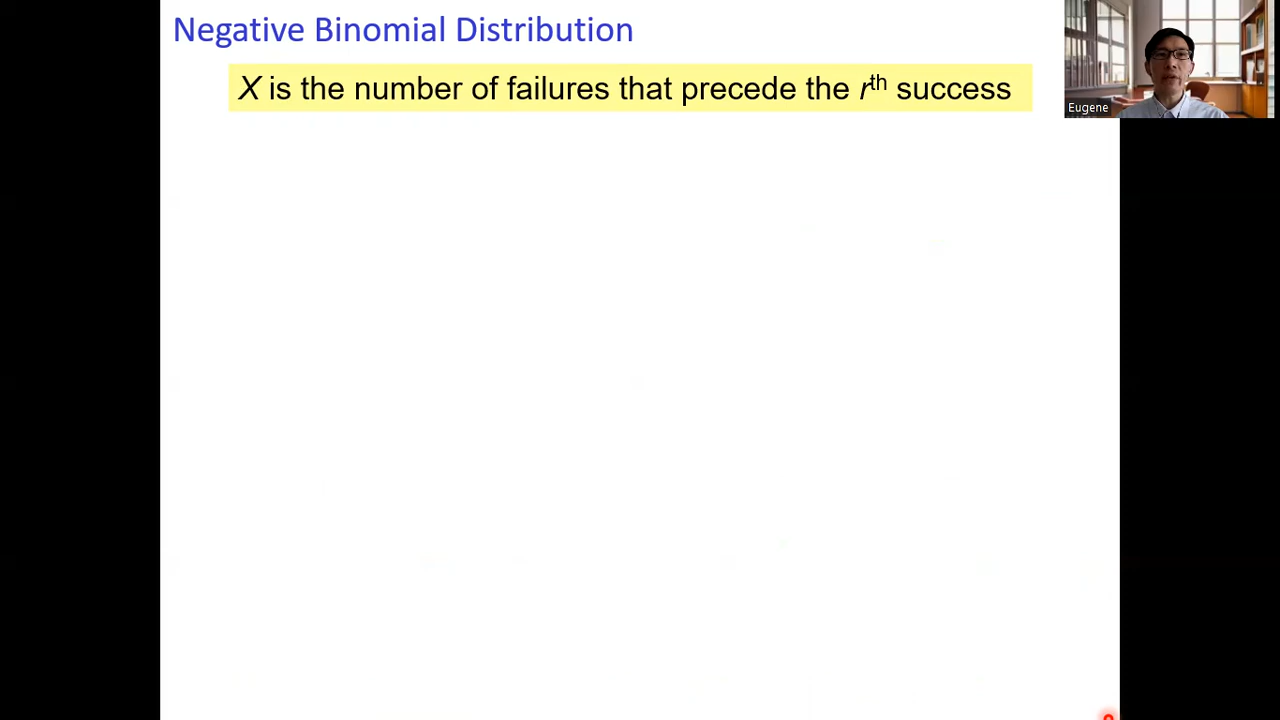 Negative Binomial Distribution
X is the number of failures that precede the rth success
Eugene